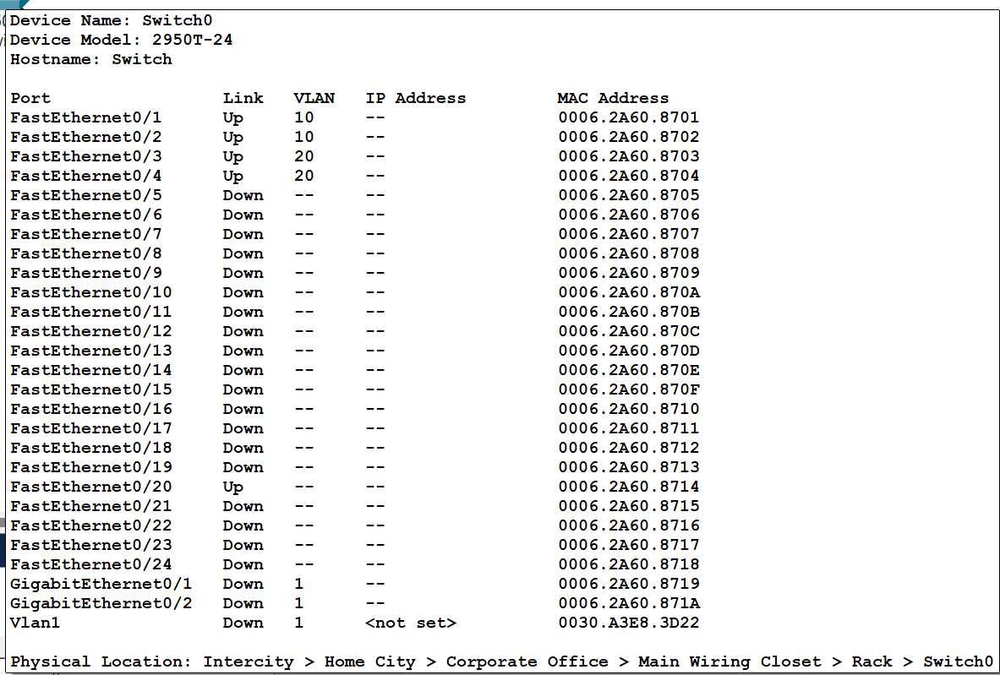 Device Name: Switch0
Device Model: 2950T-24
Hostname: Switch
Port Link VLAN IP Address MAC Address
FastEthernet0/1 Up 10 -- 0006.2A60.8701
FastEthernet0/2 Up 10 -- 0006.2A60.8702
FastEthernet0/3 Up 20 -- 0006.2A60.8703
FastEthernet0/4 Up 20 -- 0006.2A60.8704
FastEthernet0/5 Down -- -- 0006.2A60.8705
FastEthernet0/6 Down -- -- 0006.2A60.8706
FastEthernet0/7 Down -- -- 0006.2A60.8707
FastEthernet0/8 Down -- -- 0006.2A60.8708
FastEthernet0/9 Down -- -- 0006.2A60.8709
FastEthernet0/10 Down -- -- 0006.2A60.870A
FastEthernet0/11 Down -- -- 0006.2A60.870B
FastEthernet0/12 Down -- -- 0006.2A60.870C
FastEthernet0/13 Down -- -- 0006.2A60.870D
FastEthernet0/14 Down -- -- 0006.2A60.870E
FastEthernet0/15 Down -- -- 0006.2A60.870F
FastEthernet0/16 Down -- -- 0006.2A60.8710
FastEthernet0/17 Down -- -- 0006.2A60.8711
FastEthernet0/18 Down -- -- 0006.2A60.8712
FastEthernet0/19 Down -- -- 0006.2A60.8713
FastEthernet0/20 Up -- -- 0006.2A60.8714
FastEthernet0/21 Down -- -- 0006.2A60.8715
FastEthernet0/22 Down -- -- 0006.2A60.8716
FastEthernet0/23 Down -- -- 0006.2A60.8717
FastEthernet0/24 Down -- -- 0006.2A60.8718
GigabitEthernet0/1 Down 1 -- 0006.2A60.8719
GigabitEthernet0/2 Down 1 -- 0006.2A60.871A
Vlan1 Down 1 <not set> 0030.A3E8.3D22
Physical Location: Intercity > Home City > Corporate Office > Main Wiring Closet > Rack > Switch0